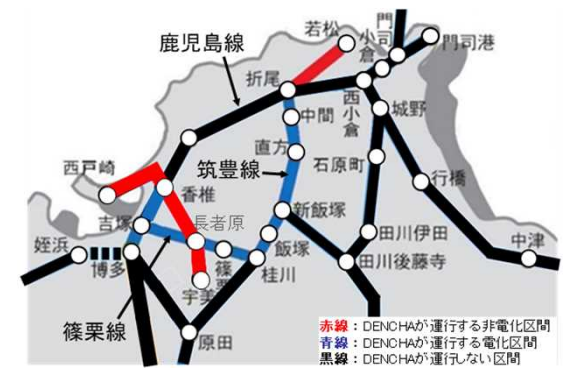 若松
門司
門司港
小倉
鹿児島線
折尾
西小倉
城野
中間
西戸崎
直方
石原町
筑豊線
香椎
行橋
吉塚
長者原
新飯塚
田川伊田
中津
姪浜
博多
飯塚
篠栗
桂川
田川後藤寺
宇美
篠栗線
原田
赤線：DENCHAが運行する非電化区間
青線：DENCHAが運行する電化区間
黒線：DENCHAが運行しない区間